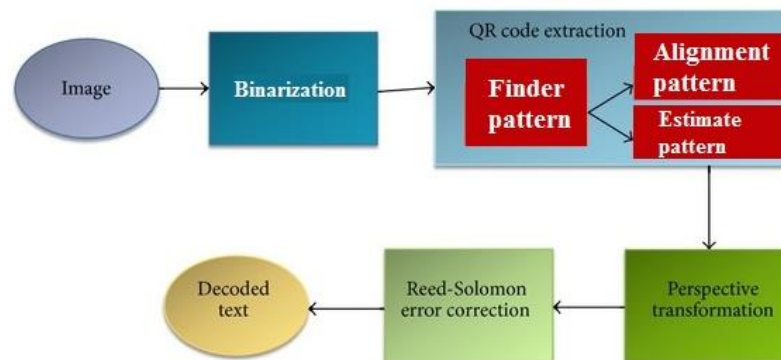 Image
Binarization
QR code extraction
Finder
pattern
Alignment
pattern
Estimate
pattern
Decoded
text
Reed-Solomon
error correction
Perspective
transformation